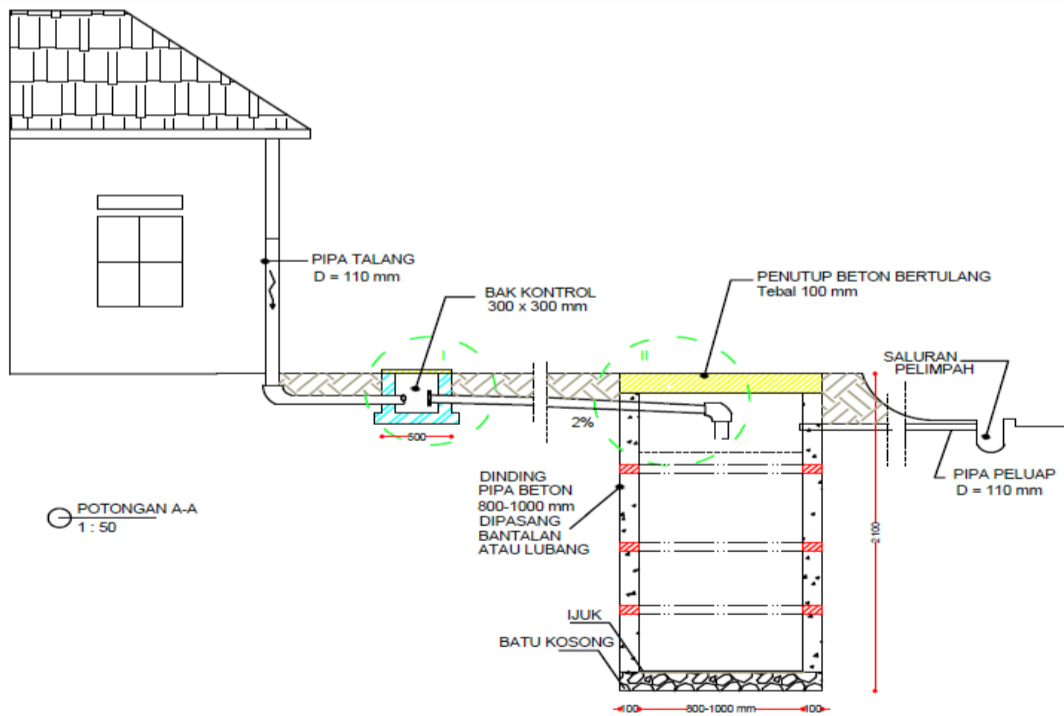 PIPA TALANG
D = 110 mm
BAK KONTROL
300 x 300 mm
PENUTUP BETON BERTULANG
Tebal 100 mm
I
II
SALURAN
PELIMPAH
500
2%
PIPA PELUAP
D = 110 mm
DINDING
PIPA BETON
800-1000 mm
DIPASANG
BANTALAN
ATAU LUBANG
POTONGAN A-A
1 : 50
2100
IJUK
BATU KOSONG
100
800-1000 mm
100